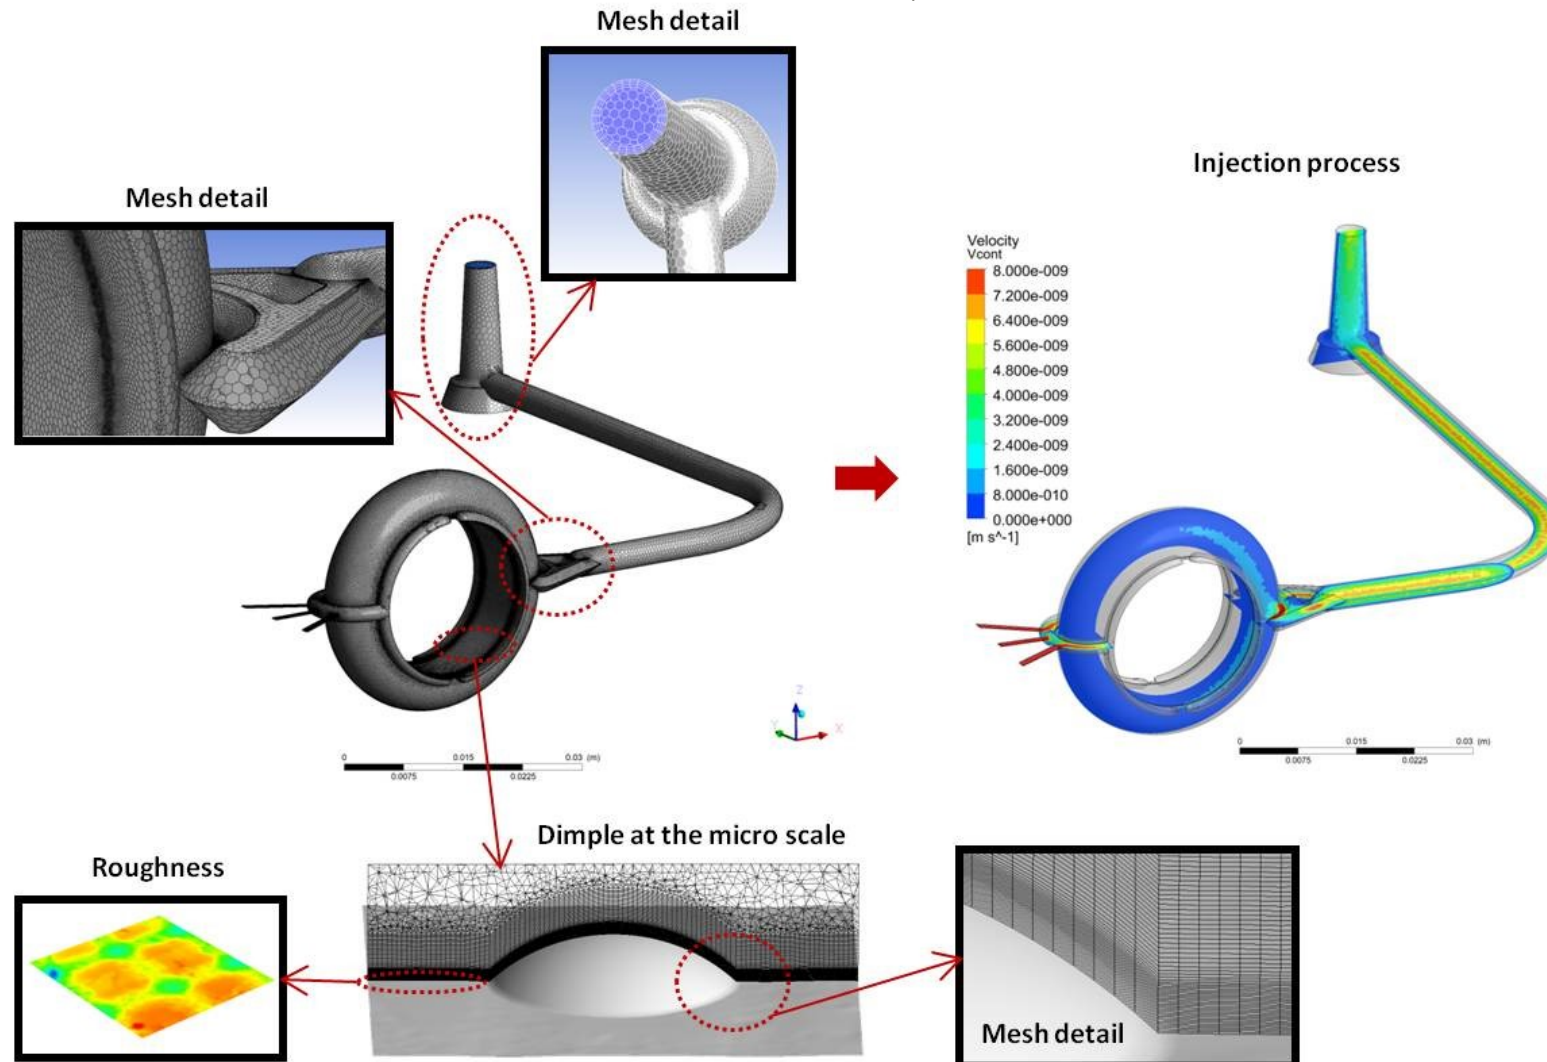 Mesh detail
Mesh detail
Injection process
Velocity
Vcont
8.000e-009
7.200e-009
6.400e-009
5.600e-009
4.800e-009
4.000e-009
3.200e-009
2.400e-009
1.600e-009
8.000e-010
0.000e+000
[m s^-1]
Z
Y
X
0 0.015 0.03 (m)
0.0075 0.0225
0 0.015 0.03 (m)
0.0075 0.0225
Dimple at the micro scale
Roughness
Mesh detail